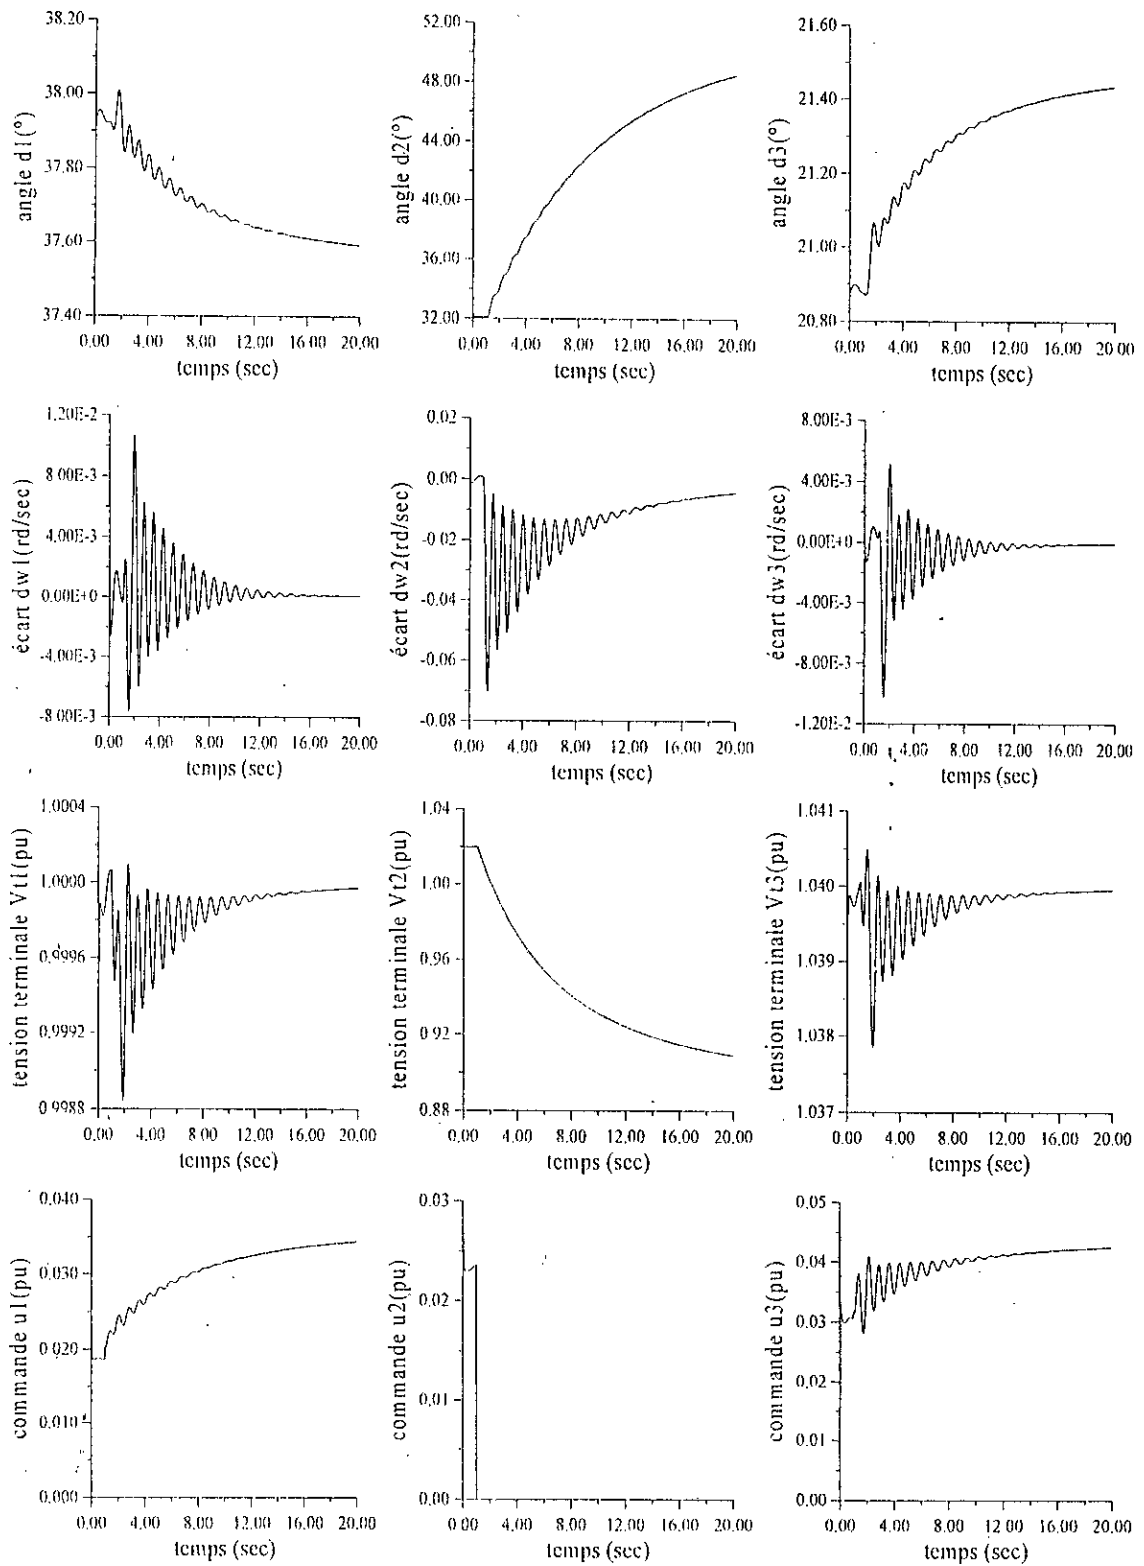 38.20
38.00
37.80
37.60
37.40
angle d1(°)
0.00 4.00 8.00 12.00 16.00 20.00
temps (sec)
52.00
48.00
44.00
40.00
36.00
32.00
angle d2(°)
0.00 4.00 8.00 12.00 16.00 20.00
temps (sec)
21.60
21.40
21.20
21.00
20.80
angle d3(°)
0.00 4.00 8.00 12.00 16.00 20.00
temps (sec)
1.20E-2
8.00E-3
4.00E-3
0.00E+0
-4.00E-3
-8.00E-3
écart dw1(rd/sec)
0.00 4.00 8.00 12.00 16.00 20.00
temps (sec)
0.02
0.00
-0.02
-0.04
-0.06
-0.08
écart dw2(rd/sec)
0.00 4.00 8.00 12.00 16.00 20.00
temps (sec)
8.00E-3
4.00E-3
0.00E+0
-4.00E-3
-8.00E-3
-1.20E-2
écart dw3(rd/sec)
0.00 4.00 8.00 12.00 16.00 20.00
temps (sec)
1.0004
1.0000
0.9996
0.9992
0.9988
tension terminale Vt1(pu)
0.00 4.00 8.00 12.00 16.00 20.00
temps (sec)
1.04
1.00
0.96
0.92
0.88
tension terminale Vt2(pu)
0.00 4.00 8.00 12.00 16.00 20.00
temps (sec)
1.041
1.040
1.039
1.038
1.037
tension terminale Vt3(pu)
0.00 4.00 8.00 12.00 16.00 20.00
temps (sec)
0.040
0.030
0.020
0.010
0.000
commande u1(pu)
0.00 4.00 8.00 12.00 16.00 20.00
temps (sec)
0.03
0.02
0.01
0.00
commande u2(pu)
0.00 4.00 8.00 12.00 16.00 20.00
temps (sec)
0.05
0.04
0.03
0.02
0.01
0.00
commande u3(pu)
0.00 4.00 8.00 12.00 16.00 20.00
temps (sec)